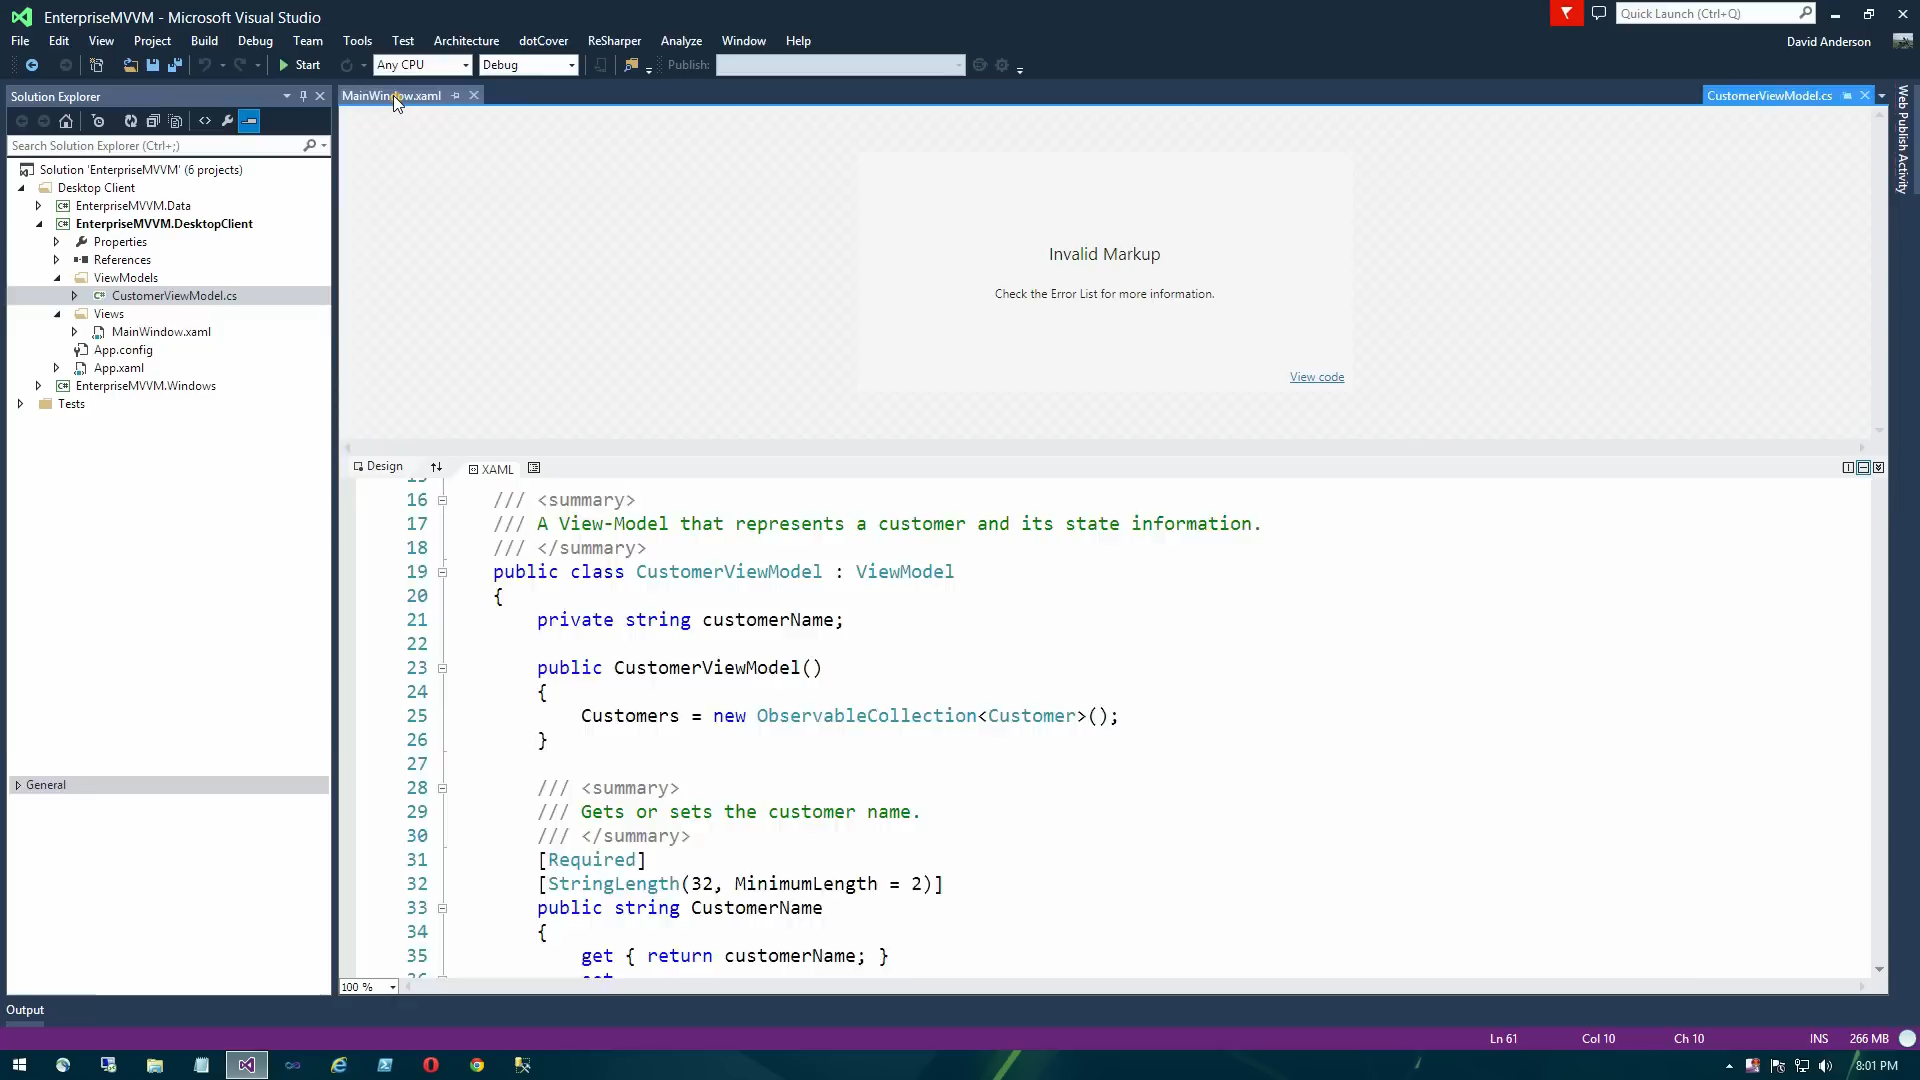 EnterpriseMVVM - Microsoft Visual Studio
Quick Launch (Ctrl+Q)
File Edit View Project Build Debug Team Tools Test Architecture dotCover ReSharper Analyze Window Help
David Anderson
Start Any CPU Debug Publish:
Solution Explorer
MainWindow.xaml
CustomerViewModel.cs
Web Publish Activity
Search Solution Explorer (Ctrl+;)
Solution 'EnterpriseMVVM' (6 projects)
Desktop Client
EnterpriseMVVM.Data
EnterpriseMVVM.DesktopClient
Properties
References
ViewModels
CustomerViewModel.cs
Views
MainWindow.xaml
App.config
App.xaml
EnterpriseMVVM.Windows
Tests
General
Invalid Markup
Check the Error List for more information.
View code
Design XAML
15
16 /// <summary>
17 /// A View-Model that represents a customer and its state information.
18 /// </summary>
19 public class CustomerViewModel : ViewModel
20 {
21 private string customerName;
22
23 public CustomerViewModel()
24 {
25 Customers = new ObservableCollection<Customer>();
26 }
27
28 /// <summary>
29 /// Gets or sets the customer name.
30 /// </summary>
31 [Required]
32 [StringLength(32, MinimumLength = 2)]
33 public string CustomerName
34 {
35 get { return customerName; }
36 set
100 %
Output
Ln 61 Col 10 Ch 10 INS 266 MB
8:01 PM